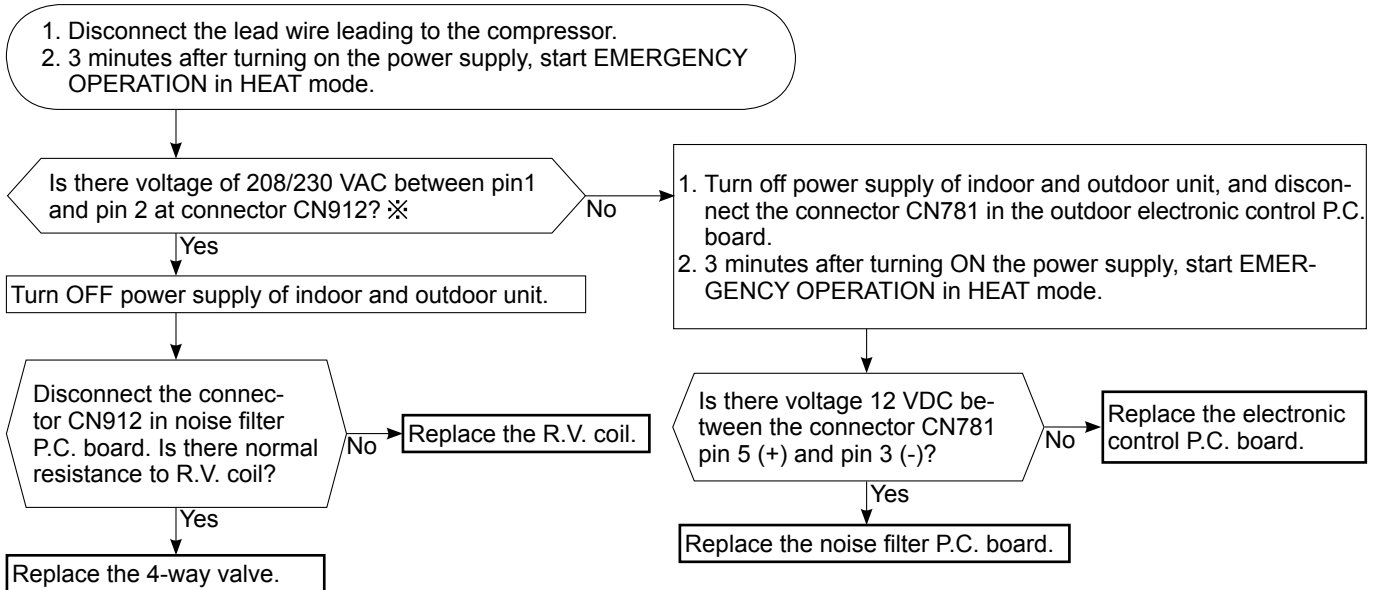 1. Disconnect the lead wire leading to the compressor.
2. 3 minutes after turning on the power supply, start EMERGENCY
OPERATION in HEAT mode.
Is there voltage of 208/230 VAC between pin1
and pin 2 at connector CN912? ※
No
Yes
Turn OFF power supply of indoor and outdoor unit.
Disconnect the connec-
tor CN912 in noise filter
P.C. board. Is there normal
resistance to R.V. coil?
No
Replace the R.V. coil.
Yes
Replace the 4-way valve.
1. Turn off power supply of indoor and outdoor unit, and discon-
nect the connector CN781 in the outdoor electronic control P.C.
board.
2. 3 minutes after turning ON the power supply, start EMER-
GENCY OPERATION in HEAT mode.
Is there voltage 12 VDC be-
tween the connector CN781
pin 5 (+) and pin 3 (-)?
No
Replace the electronic
control P.C. board.
Yes
Replace the noise filter P.C. board.